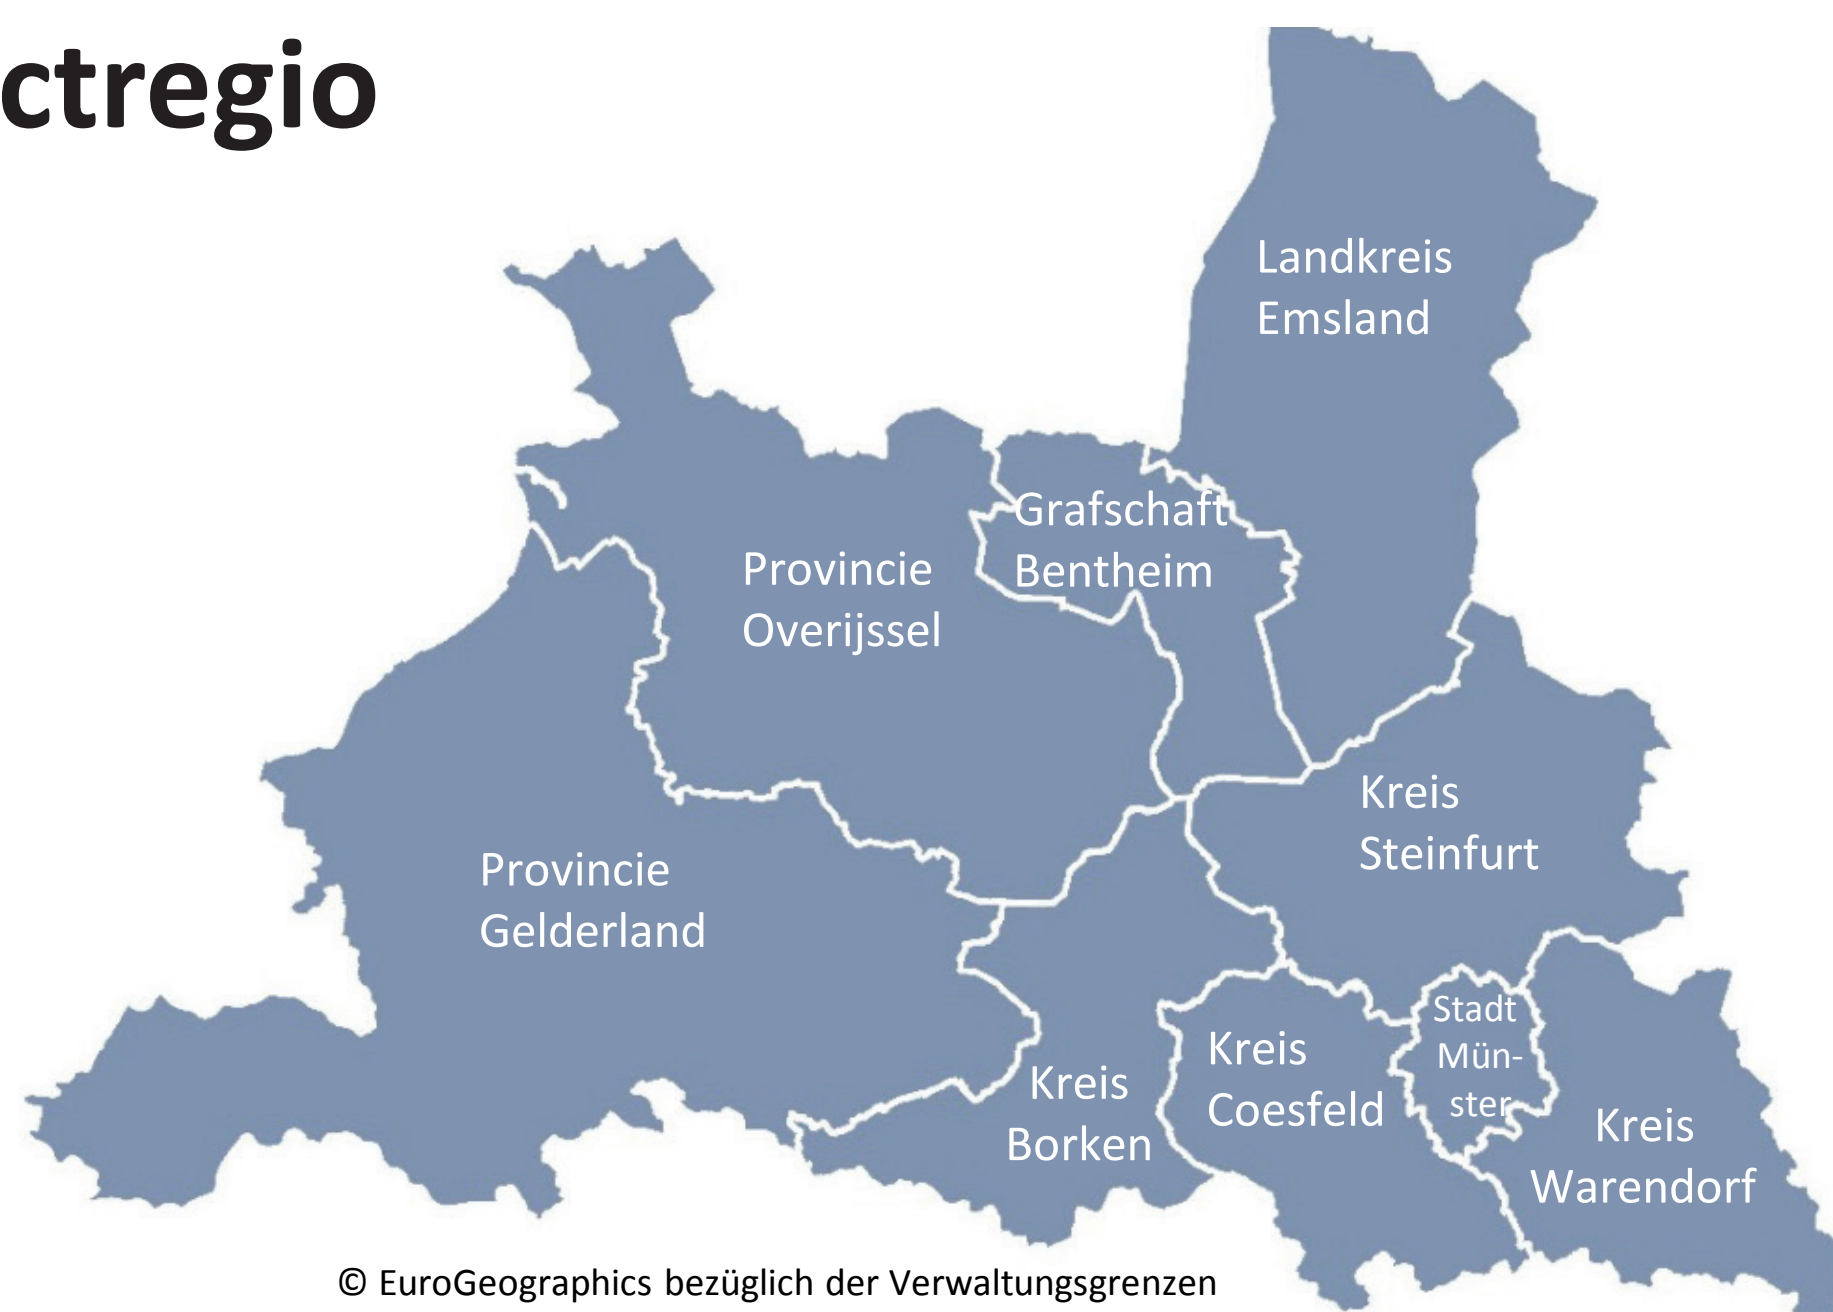 ctregio
Landkreis
Emsland
Grafschaft
Bentheim
Provincie
Overijssel
Kreis
Steinfurt
Provincie
Gelderland
Stadt
Mün-
ster
Kreis
Coesfeld
Kreis
Borken
Kreis
Warendorf
© EuroGeographics bezüglich der Verwaltungsgrenzen